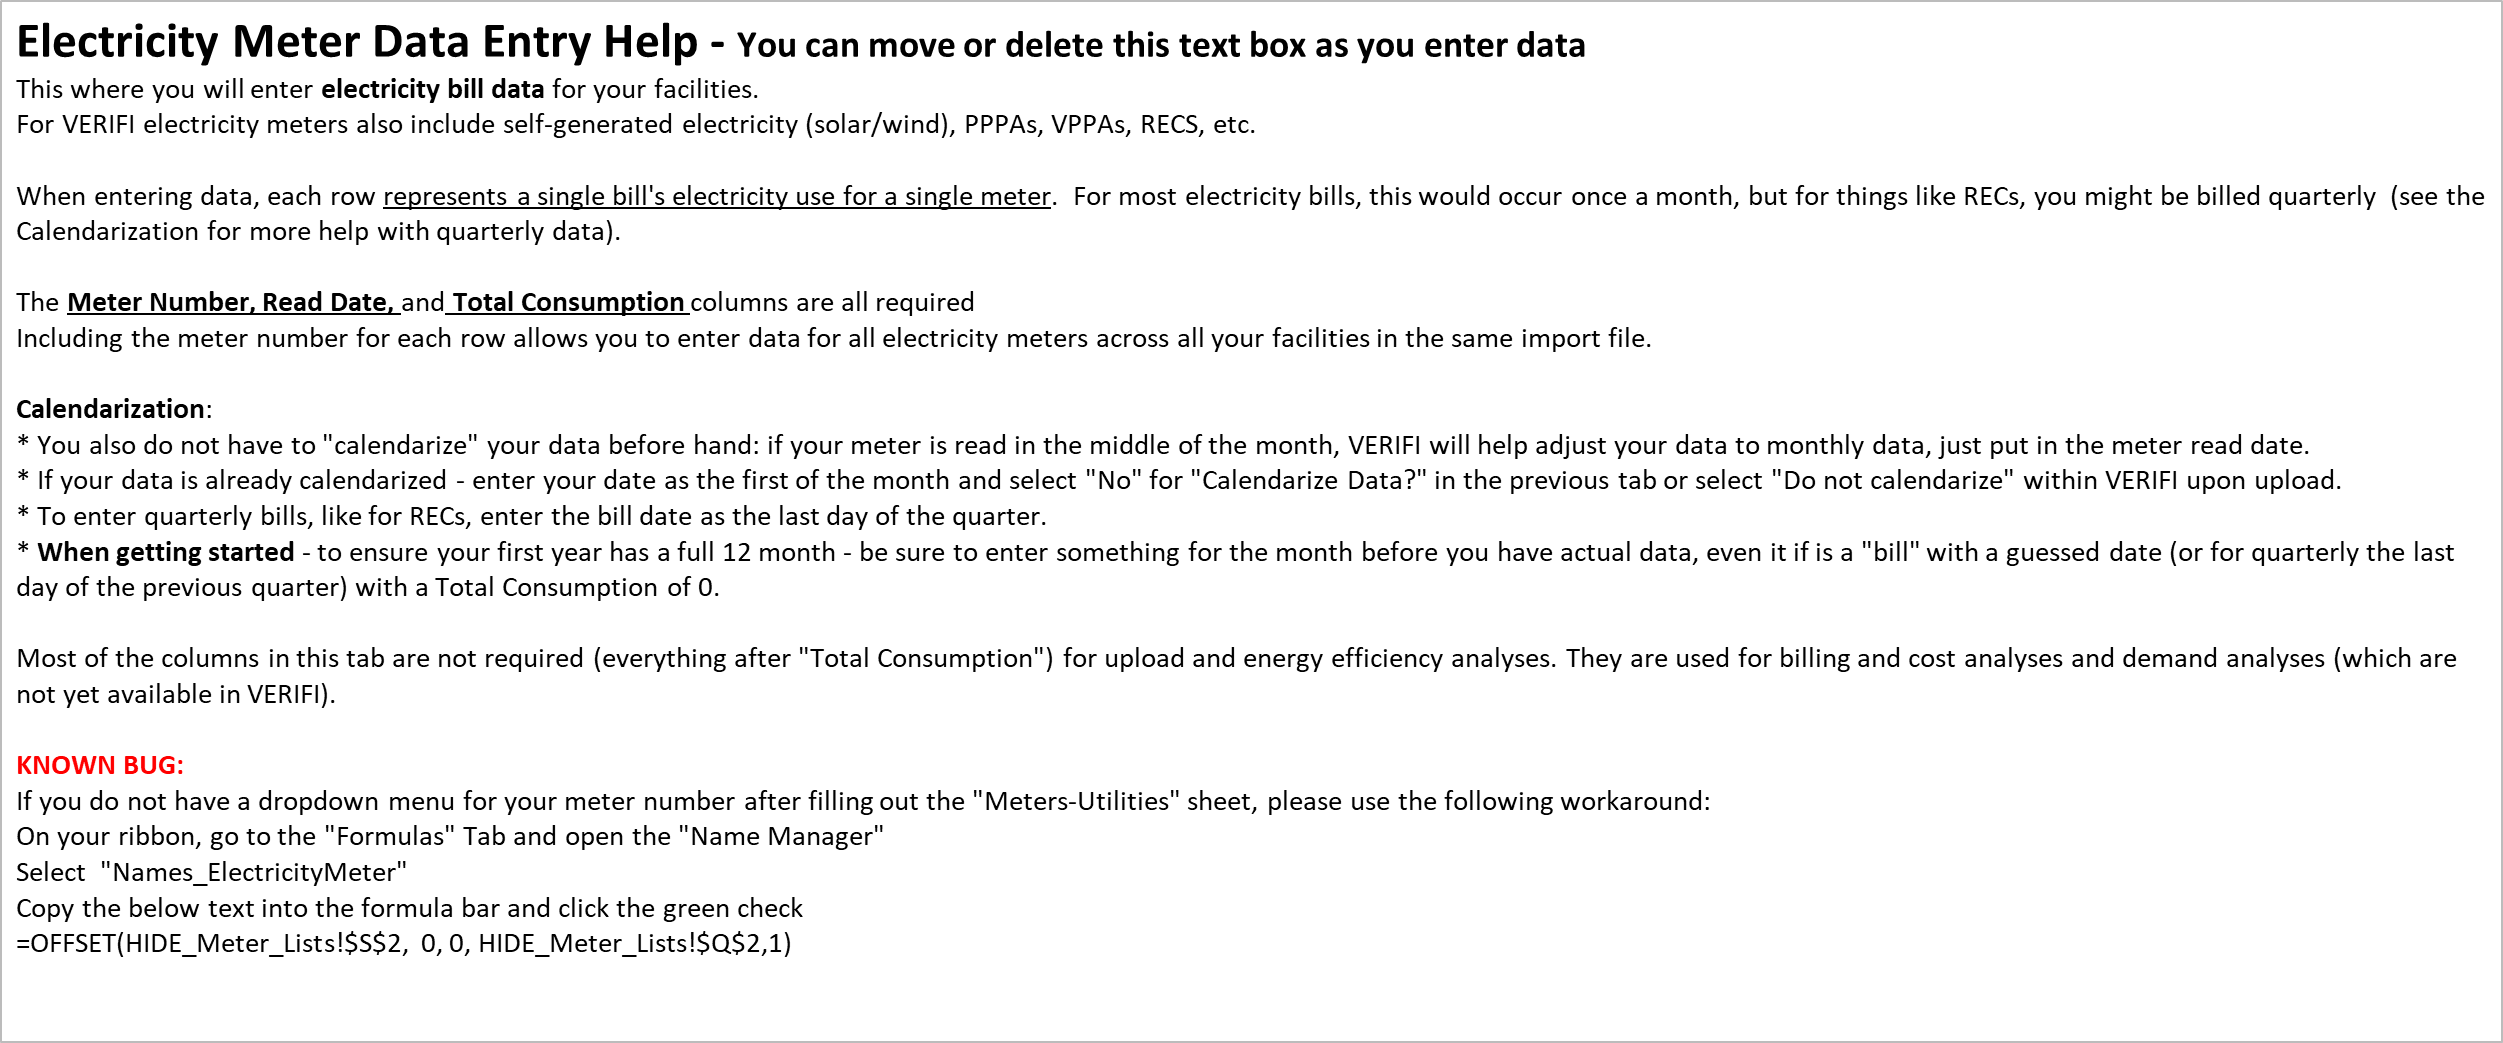 Electricity Meter Data Entry Help - You can move or delete this text box as you enter data
This where you will enter electricity bill data for your facilities.
For VERIFI electricity meters also include self-generated electricity (solar/wind), PPPAs, VPPAs, RECS, etc.
When entering data, each row represents a single bill's electricity use for a single meter.  For most electricity bills, this would occur once a month, but for things like RECs, you might be billed quarterly  (see the
Calendarization for more help with quarterly data).
The Meter Number, Read Date, and Total Consumption columns are all required
Including the meter number for each row allows you to enter data for all electricity meters across all your facilities in the same import file.
Calendarization:
* You also do not have to "calendarize" your data before hand: if your meter is read in the middle of the month, VERIFI will help adjust your data to monthly data, just put in the meter read date.
* If your data is already calendarized - enter your date as the first of the month and select "No" for "Calendarize Data?" in the previous tab or select "Do not calendarize" within VERIFI upon upload.
* To enter quarterly bills, like for RECs, enter the bill date as the last day of the quarter.
* When getting started - to ensure your first year has a full 12 month - be sure to enter something for the month before you have actual data, even it if is a "bill" with a guessed date (or for quarterly the last
day of the previous quarter) with a Total Consumption of 0.
Most of the columns in this tab are not required (everything after "Total Consumption") for upload and energy efficiency analyses. They are used for billing and cost analyses and demand analyses (which are
not yet available in VERIFI).
KNOWN BUG:
If you do not have a dropdown menu for your meter number after filling out the "Meters-Utilities" sheet, please use the following workaround:
On your ribbon, go to the "Formulas" Tab and open the "Name Manager"
Select  "Names_ElectricityMeter"
Copy the below text into the formula bar and click the green check
=OFFSET(HIDE_Meter_Lists!$S$2,  0, 0, HIDE_Meter_Lists!$Q$2,1)